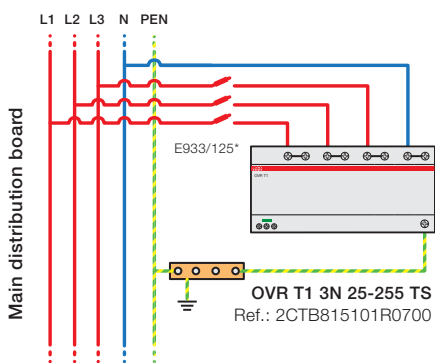 L1 L2 L3 N PEN
Main distribution board
E933/125*
ABB
OVR T1
OVR T1 3N 25-255 TS
Ref.: 2CTB815101R0700